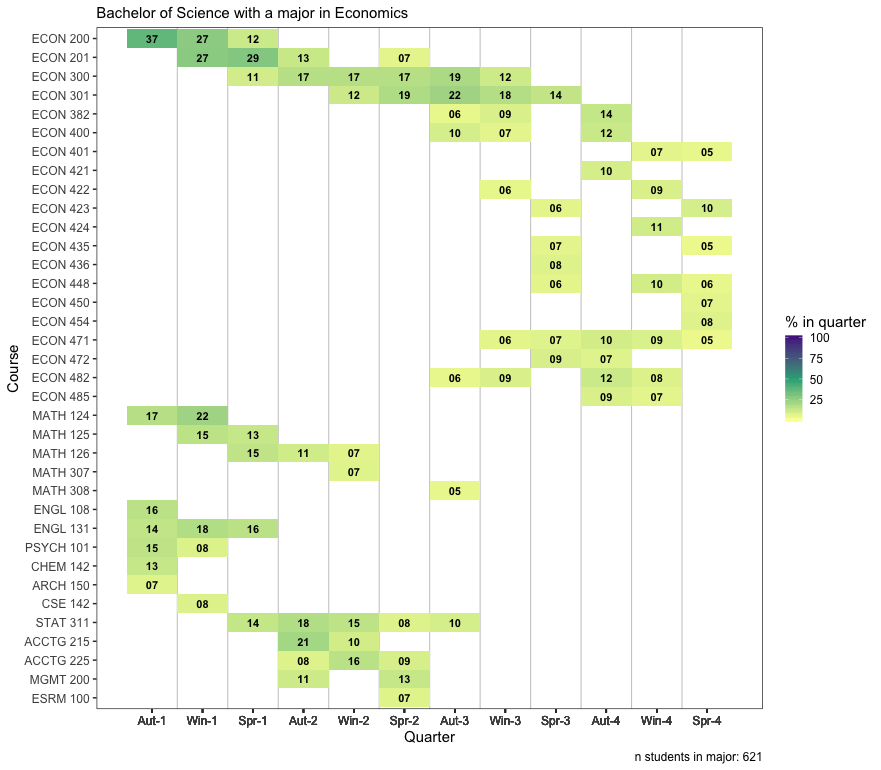 Bachelor of Science with a major in Economics
ECON 200 37 27 12
ECON 201 27 29 13 07
ECON 300 11 17 17 17 19 12
ECON 301 12 19 22 18 14
ECON 382 06 09 14
ECON 400 10 07 12
ECON 401 07 05
ECON 421 10
ECON 422 06 09
ECON 423 06 10
ECON 424 11
ECON 435 07 05
ECON 436 08
ECON 448 06 10 06
ECON 450 07
ECON 454 08
ECON 471 06 07 10 09 05
ECON 472 09 07
ECON 482 06 09 12 08
ECON 485 09 07
MATH 124 17 22
MATH 125 15 13
MATH 126 15 11 07
MATH 307 07
MATH 308 05
ENGL 108 16
ENGL 131 14 18 16
PSYCH 101 15 08
CHEM 142 13
ARCH 150 07
CSE 142 08
STAT 311 14 18 15 08 10
ACCTG 215 21 10
ACCTG 225 08 16 09
MGMT 200 11 13
ESRM 100 07
Aut-1 Win-1 Spr-1 Aut-2 Win-2 Spr-2 Aut-3 Win-3 Spr-3 Aut-4 Win-4 Spr-4
Quarter
Course
% in quarter
100
75
50
25
n students in major: 621